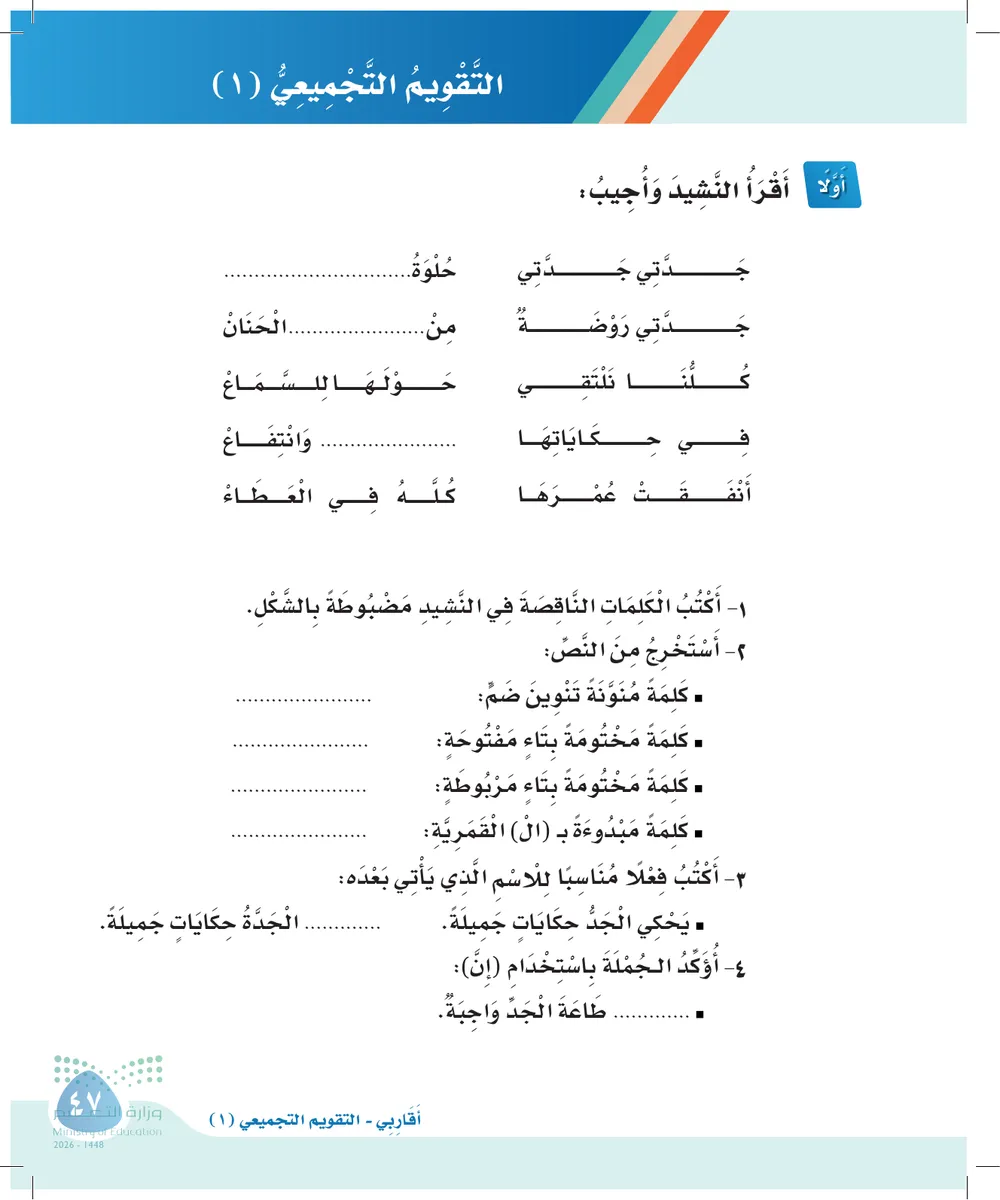 التَّقْوِيمُ التَّجْمِيعِيُّ (١)
أَوَّلًا أَقْرَأُ النَّشِيدَ وَأُجِيبُ:
جَدَّتِي جَدَّتِي حُلْوَةُ...............................
جَدَّتِي رَوْضَةٌ مِنْ.......................الْحَنَانْ
كُلُّنَا نَلْتَقِي حَوْلَهَا لِلسَّمَاعْ
فِي حِكَايَاتِهَا ....................... وَانْتِفَاعْ
أَنْفَقَتْ عُمْرَهَا كُلَّهُ فِي الْعَطَاءْ
١- أَكْتُبُ الْكَلِمَاتِ النَّاقِصَةَ فِي النَّشِيدِ مَضْبُوطَةً بِالشَّكْلِ.
٢- أَسْتَخْرِجُ مِنَ النَّصِّ:
▪ كَلِمَةً مُنَوَّنَةً تَنْوِينَ ضَمٍّ: .......................
▪ كَلِمَةً مَخْتُومَةً بِتَاءٍ مَفْتُوحَةٍ: .......................
▪ كَلِمَةً مَخْتُومَةً بِتَاءٍ مَرْبُوطَةٍ: .......................
▪ كَلِمَةً مَبْدُوءَةً بـ (الْ) الْقَمَرِيَّةِ: .......................
٣- أَكْتُبُ فِعْلًا مُنَاسِبًا لِلْاسْمِ الَّذِي يَأْتِي بَعْدَه:
▪ يَحْكِي الْجَدُّ حِكَايَاتٍ جَمِيلَةً. ............. الْجَدَّةُ حِكَايَاتٍ جَمِيلَةً.
٤- أُؤَكِّدُ الـجُمْلَةَ بِاسْتِخْدَامِ (إِنَّ):
▪ ............. طَاعَةَ الْجَدِّ وَاجِبَةٌ.
أَقَارِبِي - التقويم التجميعي (١)
٤٧
وزارة التعليم
Ministry of Education
2026 - 1448